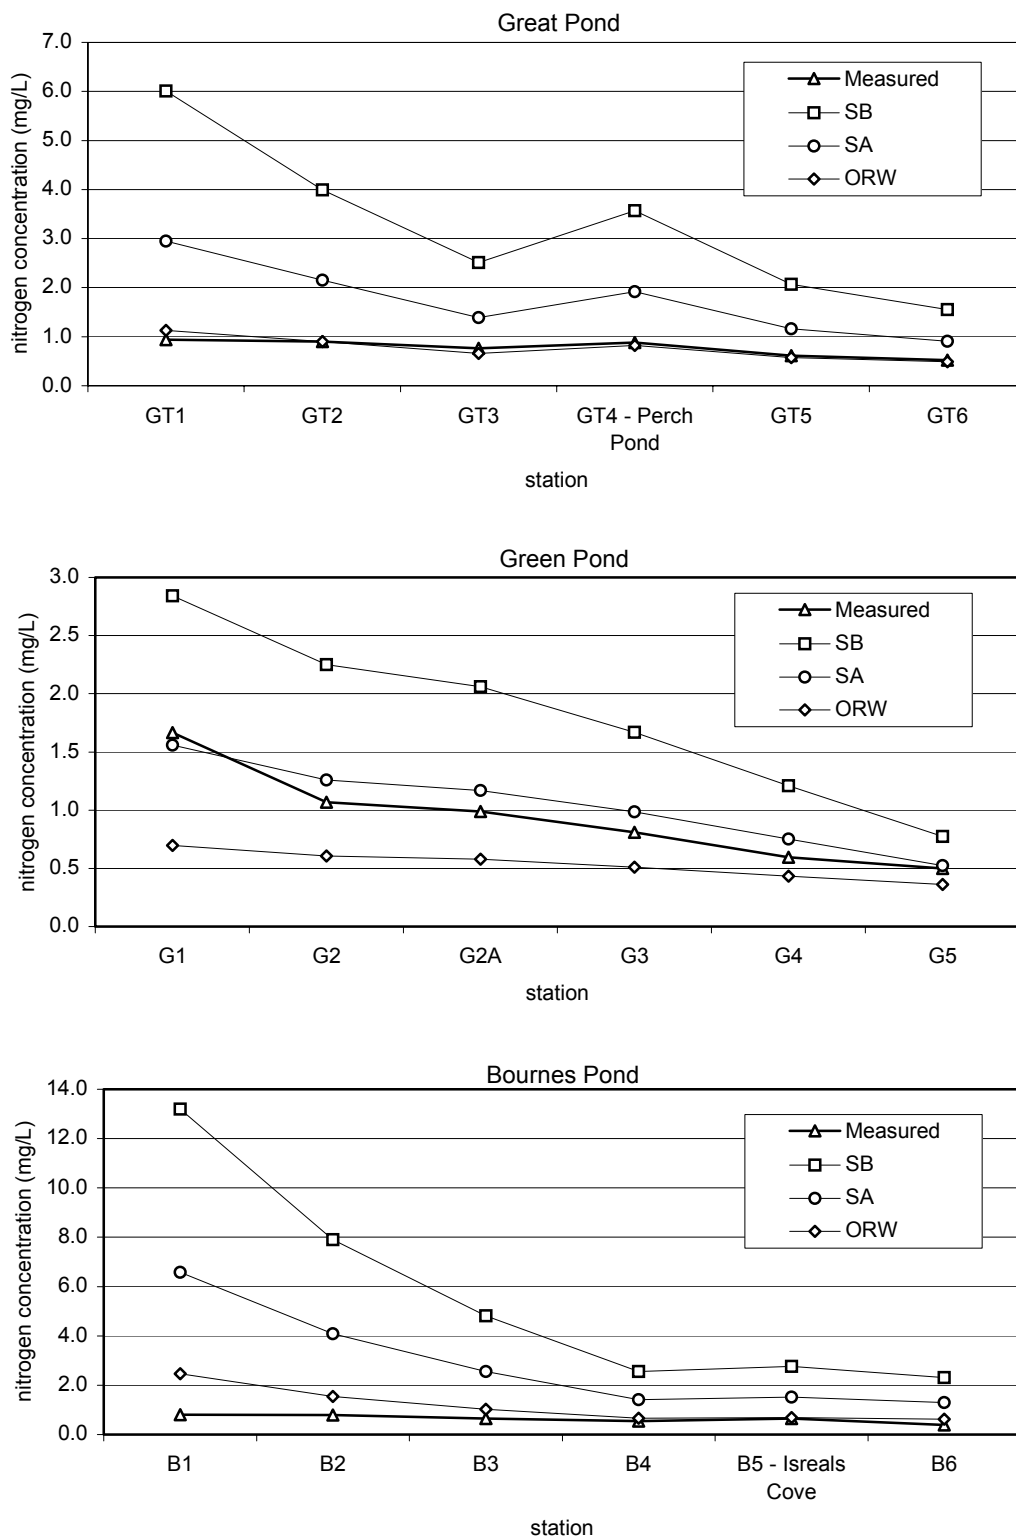 Great Pond
nitrogen concentration (mg/L)
7.0
6.0
5.0
4.0
3.0
2.0
1.0
0.0
Measured
SB
SA
ORW
GT1 GT2 GT3 GT4 - Perch GT5 GT6
Pond
station
Green Pond
nitrogen concentration (mg/L)
3.0
2.5
2.0
1.5
1.0
0.5
0.0
Measured
SB
SA
ORW
G1 G2 G2A G3 G4 G5
station
Bournes Pond
nitrogen concentration (mg/L)
14.0
12.0
10.0
8.0
6.0
4.0
2.0
0.0
Measured
SB
SA
ORW
B1 B2 B3 B4 B5 - Isreals B6
Cove
station